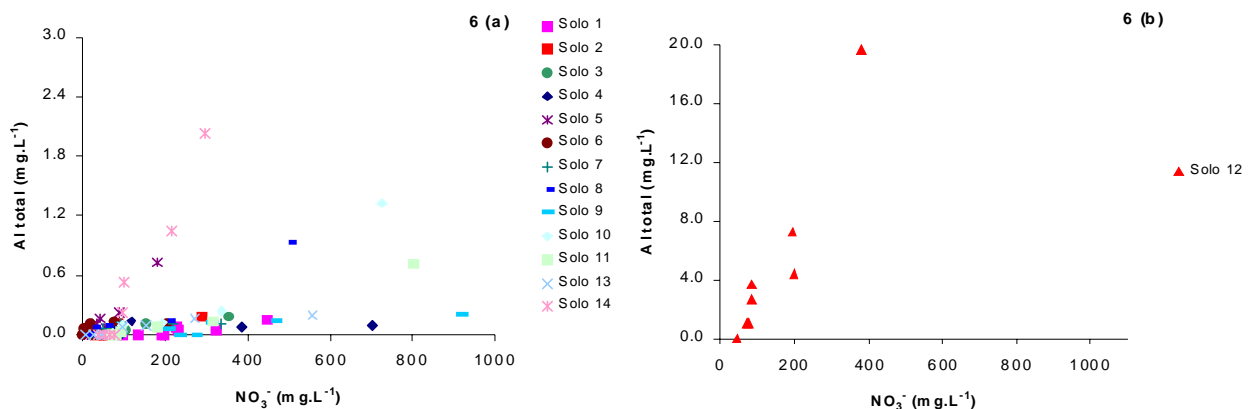 6 (a)
3.0
2.4
1.8
1.2
0.6
0.0
Al total (mg.L⁻¹)
0
200
400
600
800
1000
NO₃⁻ (mg.L⁻¹)
Solo 1
Solo 2
Solo 3
Solo 4
Solo 5
Solo 6
Solo 7
Solo 8
Solo 9
Solo 10
Solo 11
Solo 13
Solo 14
6 (b)
20.0
16.0
12.0
8.0
4.0
0.0
Al total (mg.L⁻¹)
0
200
400
600
800
1000
NO₃⁻ (mg.L⁻¹)
Solo 12